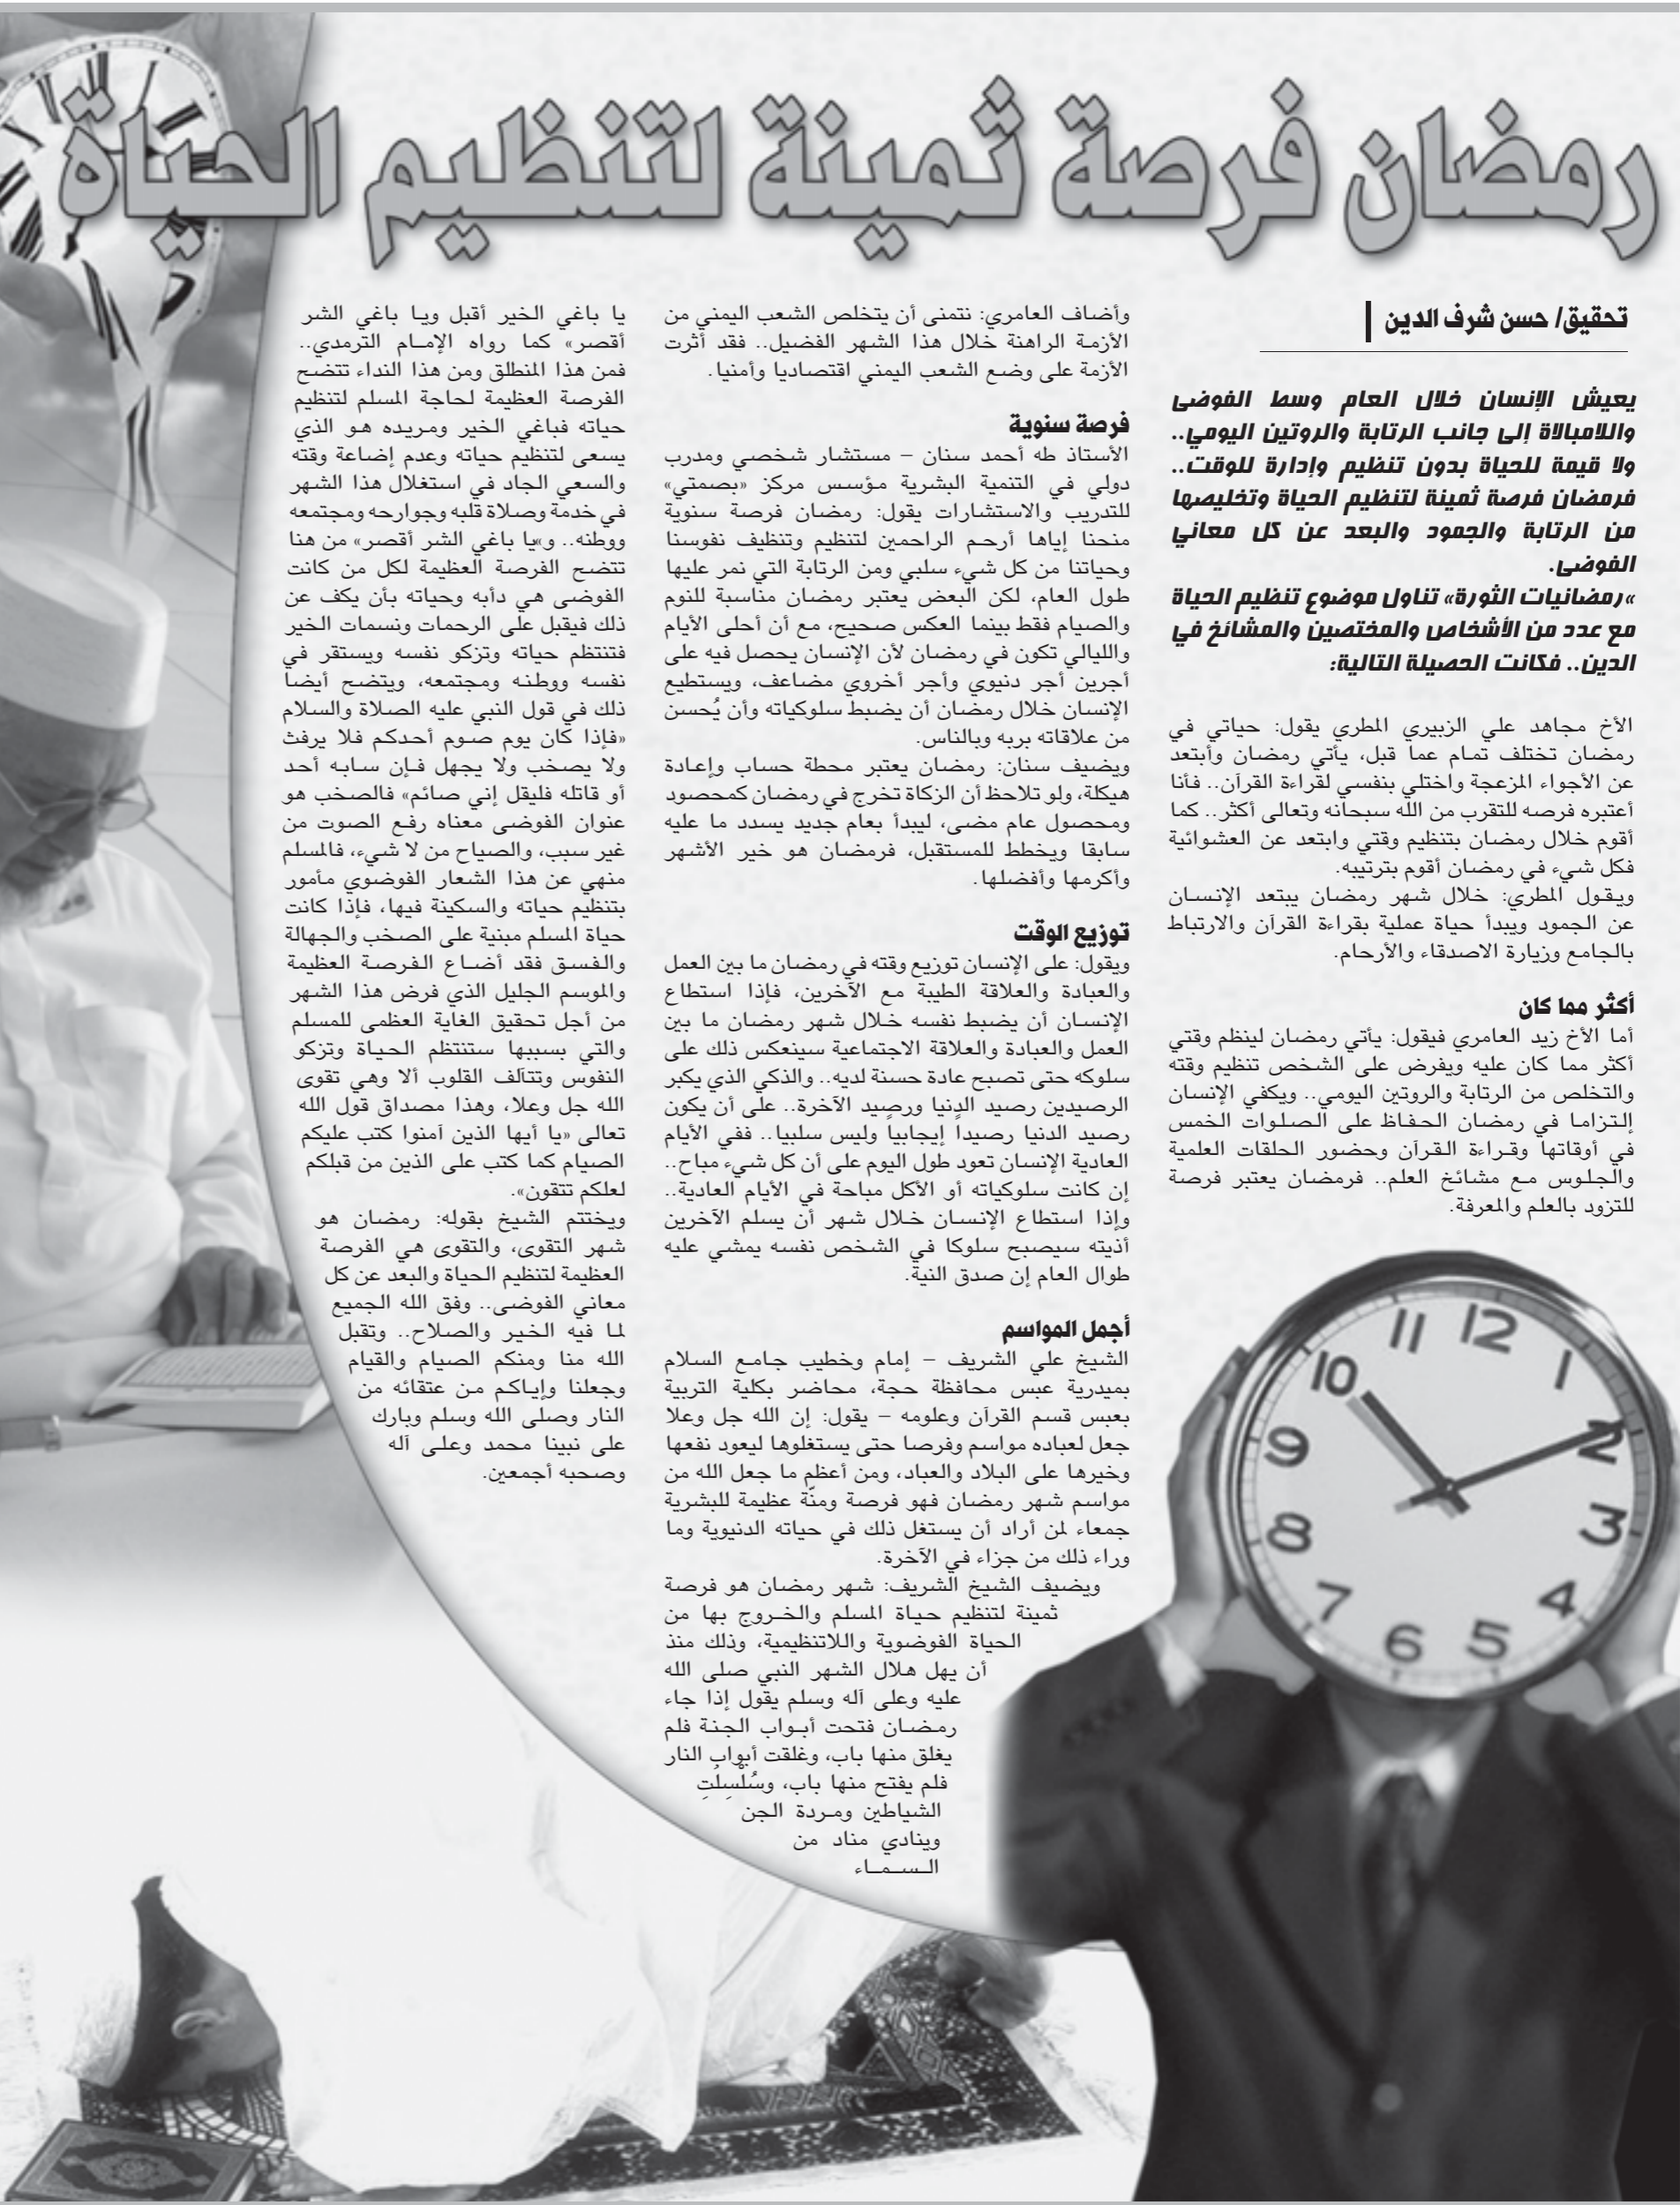 رمضان فرصة ثمينة لتنظيم الحياة
تحقيق/ حسن شرف الدين
يعيش الإنسان خلال العام وسط الفوضى
واللامبالاة إلى جانب الرتابة والروتين اليومي..
ولا قيمة للحياة بدون تنظيم وإدارة للوقت..
فرمضان فرصة ثمينة لتنظيم الحياة وتخليصها
من الرتابة والجمود والبعد عن كل معاني
الفوضى.
»رمضانيات الثورة« تناول موضوع تنظيم الحياة
مع عدد من الأشخاص والمختصين والمشائخ في
الدين.. فكانت الحصيلة التالية:
الأخ مجاهد علي الزبيري المطري يقول: حياتي في
رمضان تختلف تمام عما قبل، يأتي رمضان وأبتعد
عن الأجواء المزعجة واختلي بنفسي لقراءة القرآن.. فأنا
أعتبره فرصه للتقرب من الله سبحانه وتعالى أكثر.. كما
أقوم خلال رمضان بتنظيم وقتي وابتعد عن العشوائية
فكل شيء في رمضان أقوم بترتيبه.
ويقول المطري: خلال شهر رمضان يبتعد الإنسان
عن الجمود ويبدأ حياة عملية بقراءة القرآن والارتباط
بالجامع وزيارة الاصدقاء والأرحام.
أكثر مما كان
أما الأخ زيد العامري فيقول: يأتي رمضان لينظم وقتي
أكثر مما كان عليه ويفرض على الشخص تنظيم وقته
والتخلص من الرتابة والروتين اليومي.. ويكفي الإنسان
إلتزاما في رمضان الحفاظ على الصلوات الخمس
في أوقاتها وقراءة القرآن وحضور الحلقات العلمية
والجلوس مع مشائخ العلم.. فرمضان يعتبر فرصة
للتزود بالعلم والمعرفة.
وأضاف العامري: نتمنى أن يتخلص الشعب اليمني من
الأزمة الراهنة خلال هذا الشهر الفضيل.. فقد أثرت
الأزمة على وضع الشعب اليمني اقتصاديا وأمنيا.
فرصة سنوية
الأستاذ طه أحمد سنان – مستشار شخصي ومدرب
دولي في التنمية البشرية مؤسس مركز «بصمتي»
للتدريب والاستشارات يقول: رمضان فرصة سنوية
منحنا إياها أرحم الراحمين لتنظيم وتنظيف نفوسنا
وحياتنا من كل شيء سلبي ومن الرتابة التي نمر عليها
طول العام، لكن البعض يعتبر رمضان مناسبة للنوم
والصيام فقط بينما العكس صحيح، مع أن أحلى الأيام
والليالي تكون في رمضان لأن الإنسان يحصل فيه على
أجرين أجر دنيوي وأجر أخروي مضاعف، ويستطيع
الإنسان خلال رمضان أن يضبط سلوكياته وأن يُحسن
من علاقاته بربه وبالناس.
ويضيف سنان: رمضان يعتبر محطة حساب وإعادة
هيكلة، ولو تلاحظ أن الزكاة تخرج في رمضان كمحصود
ومحصول عام مضى، ليبدأ بعام جديد يسدد ما عليه
سابقا ويخطط للمستقبل، فرمضان هو خير الأشهر
وأكرمها وأفضلها.
توزيع الوقت
ويقول: على الإنسان توزيع وقته في رمضان ما بين العمل
والعبادة والعلاقة الطيبة مع الآخرين، فإذا استطاع
الإنسان أن يضبط نفسه خلال شهر رمضان ما بين
العمل والعبادة والعلاقة الاجتماعية سينعكس ذلك على
سلوكه حتى تصبح عادة حسنة لديه.. والذكي الذي يكبر
الرصيدين رصيد الدنيا ورصيد الآخرة.. على أن يكون
رصيد الدنيا رصيداً إيجابياً وليس سلبيا.. ففي الأيام
العادية الإنسان تعود طول اليوم على أن كل شيء مباح..
إن كانت سلوكياته أو الأكل مباحة في الأيام العادية..
وإذا استطاع الإنسان خلال شهر أن يسلم الآخرين
أذيته سيصبح سلوكا في الشخص نفسه يمشي عليه
طوال العام إن صدق النية.
أجمل المواسم
الشيخ علي الشريف – إمام وخطيب جامع السلام
بميدرية عبس محافظة حجة، محاضر بكلية التربية
بعبس قسم القرآن وعلومه – يقول: إن الله جل وعلا
جعل لعباده مواسم وفرصا حتى يستغلوها ليعود نفعها
وخيرها على البلاد والعباد، ومن أعظم ما جعل الله من
مواسم شهر رمضان فهو فرصة ومنّة عظيمة للبشرية
جمعاء لمن أراد أن يستغل ذلك في حياته الدنيوية وما
وراء ذلك من جزاء في الآخرة.
ويضيف الشيخ الشريف: شهر رمضان هو فرصة
ثمينة لتنظيم حياة المسلم والخروج بها من
الحياة الفوضوية واللاتنظيمية، وذلك منذ
أن يهل هلال الشهر النبي صلى الله
عليه وعلى آله وسلم يقول إذا جاء
رمضان فتحت أبواب الجنة فلم
يغلق منها باب، وغلقت أبواب النار
فلم يفتح منها باب، وسُلْسِلَتِ
الشياطين ومردة الجن
وينادي مناد من
السماء
يا باغي الخير أقبل ويا باغي الشر
أقصر» كما رواه الإمام الترمدي..
فمن هذا المنطلق ومن هذا النداء تتضح
الفرصة العظيمة لحاجة المسلم لتنظيم
حياته فباغي الخير ومريده هو الذي
يسعى لتنظيم حياته وعدم إضاعة وقته
والسعي الجاد في استغلال هذا الشهر
في خدمة وصلاة قلبه وجوارحه ومجتمعه
ووطنه.. و»يا باغي الشر أقصر» من هنا
تتضح الفرصة العظيمة لكل من كانت
الفوضى هي دأبه وحياته بأن يكف عن
ذلك فيقبل على الرحمات ونسمات الخير
فتنتظم حياته وتزكو نفسه ويستقر في
نفسه ووطنه ومجتمعه، ويتضح أيضا
ذلك في قول النبي عليه الصلاة والسلام
«فإذا كان يوم صوم أحدكم فلا يرفث
ولا يصخب ولا يجهل فإن سابه أحد
أو قاتله فليقل إني صائم» فالصخب هو
عنوان الفوضى معناه رفع الصوت من
غير سبب، والصياح من لا شيء، فالمسلم
منهي عن هذا الشعار الفوضوي مأمور
بتنظيم حياته والسكينة فيها، فإذا كانت
حياة المسلم مبنية على الصخب والجهالة
والفسق فقد أضاع الفرصة العظيمة
والموسم الجليل الذي فرض هذا الشهر
من أجل تحقيق الغاية العظمى للمسلم
والتي بسببها ستنتظم الحياة وتزكو
النفوس وتتآلف القلوب ألا وهي تقوى
الله جل وعلا، وهذا مصداق قول الله
تعالى «يا أيها الذين آمنوا كتب عليكم
الصيام كما كتب على الذين من قبلكم
لعلكم تتقون».
ويختتم الشيخ بقوله: رمضان هو
شهر التقوى، والتقوى هي الفرصة
العظيمة لتنظيم الحياة والبعد عن كل
معاني الفوضى.. وفق الله الجميع
لما فيه الخير والصلاح.. وتقبل
الله منا ومنكم الصيام والقيام
وجعلنا وإياكم من عتقائه من
النار وصلى الله وسلم وبارك
على نبينا محمد وعلى آله
وصحبه أجمعين.
12
1
2
3
4
5
6
7
8
9
10
11